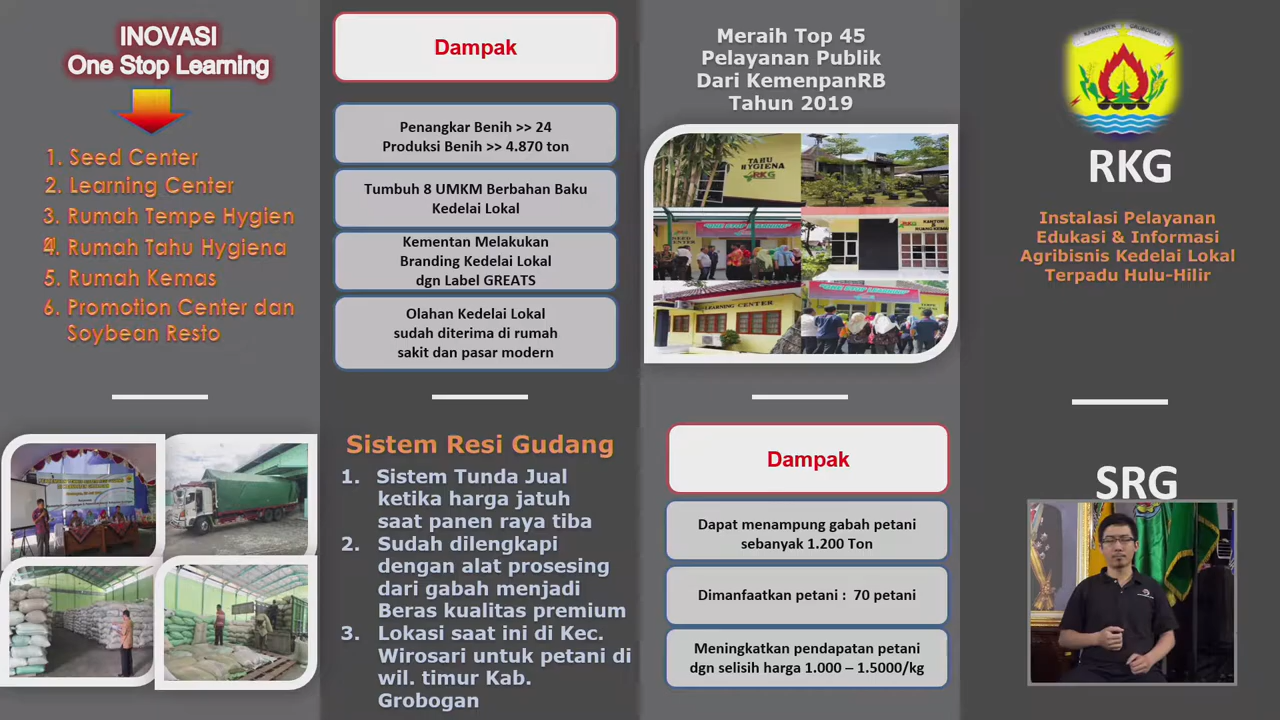 INOVASI
One Stop Learning
1. Seed Center
2. Learning Center
3. Rumah Tempe Hygien
4. Rumah Tahu Hygiena
5. Rumah Kemas
6. Promotion Center dan
Soybean Resto
Dampak
Penangkar Benih >> 24
Produksi Benih >> 4.870 ton
Tumbuh 8 UMKM Berbahan Baku
Kedelai Lokal
Kementan Melakukan
Branding Kedelai Lokal
dgn Label GREATS
Olahan Kedelai Lokal
sudah diterima di rumah
sakit dan pasar modern
Meraih Top 45
Pelayanan Publik
Dari KemenpanRB
Tahun 2019
TAHU
HYGIENA
RKG
SEED
CENTER
ONE STOP LEARNING
KANTOR
LEARNING CENTER
RKG
Instalasi Pelayanan
Edukasi & Informasi
Agribisnis Kedelai Lokal
Terpadu Hulu-Hilir
Sistem Resi Gudang
1. Sistem Tunda Jual
ketika harga jatuh
saat panen raya tiba
2. Sudah dilengkapi
dengan alat prosesing
dari gabah menjadi
Beras kualitas premium
3. Lokasi saat ini di Kec.
Wirosari untuk petani di
wil. timur Kab.
Grobogan
Dampak
Dapat menampung gabah petani
sebanyak 1.200 Ton
Dimanfaatkan petani : 70 petani
Meningkatkan pendapatan petani
dgn selisih harga 1.000 – 1.5000/kg
SRG